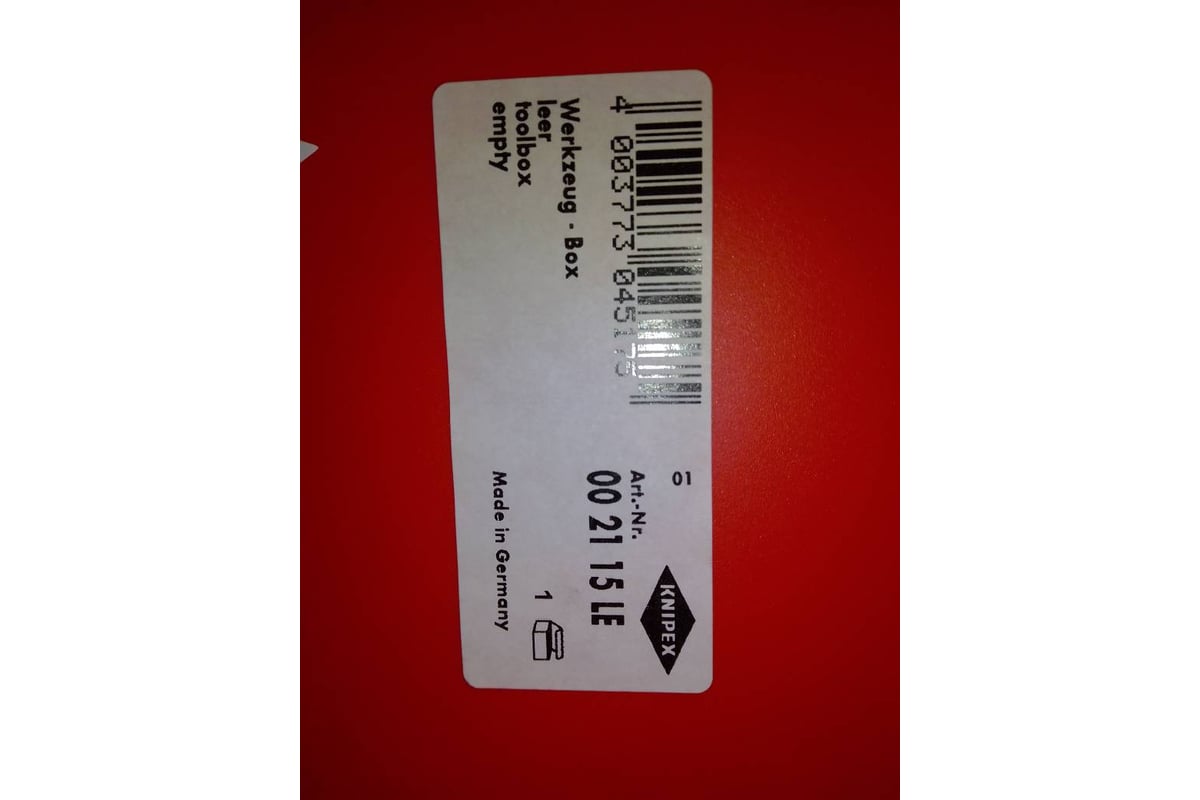 4 003773 045175
Werkzeug - Box
leer
toolbox
empty
01
KNIPEX
Art.-Nr.
00 21 15 LE
1
Made in Germany